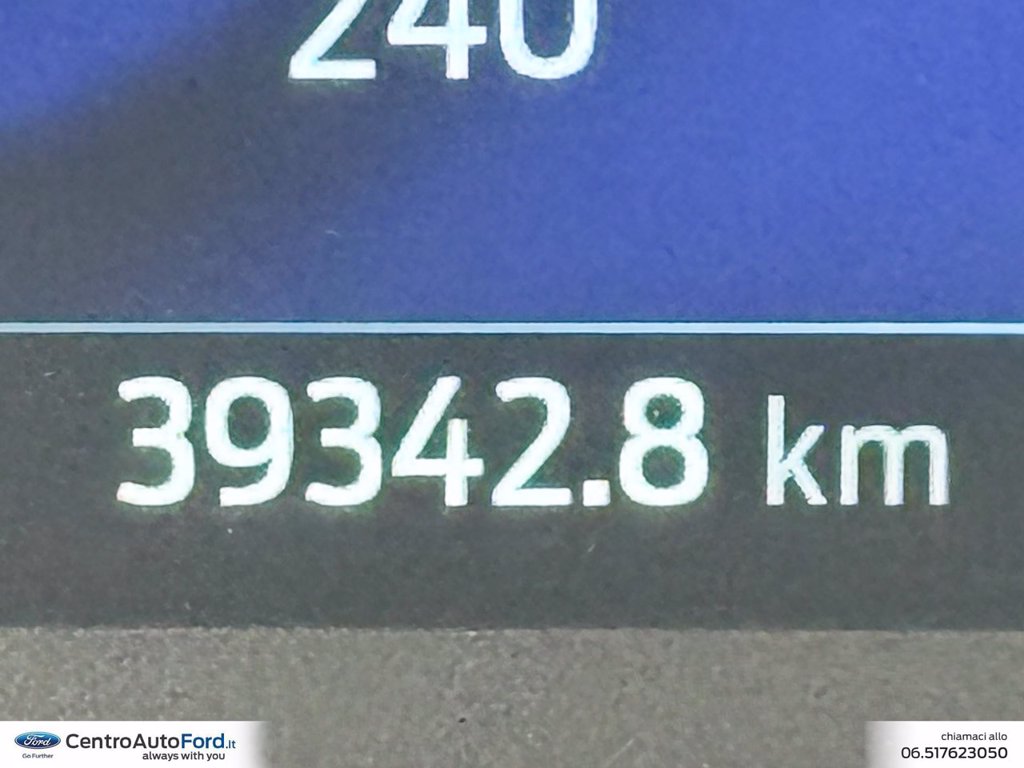 240
39342.8 km
Ford
Go Further
CentroAutoFord.it
always with you
chiamaci allo
06.517623050